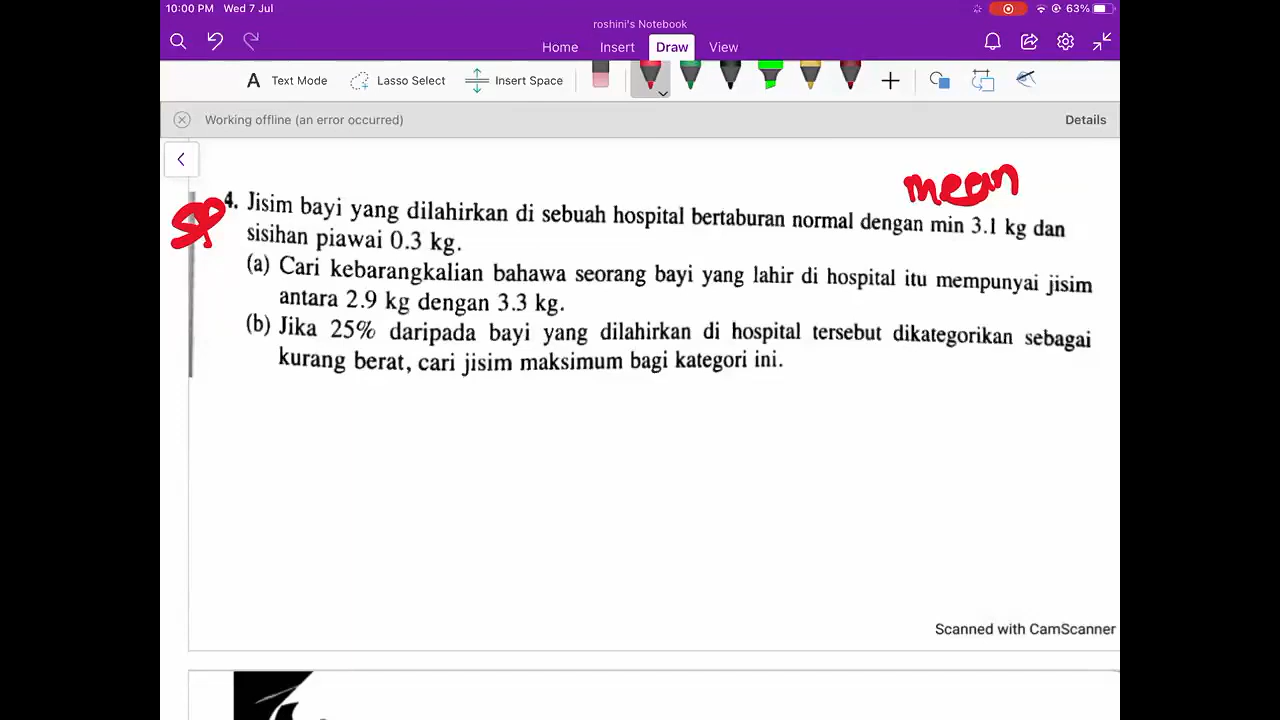 10:00 PM Wed 7 Jul
63%
roshini's Notebook
Home Insert Draw View
A Text Mode Lasso Select Insert Space
Working offline (an error occurred) Details
mean
SP
4. Jisim bayi yang dilahirkan di sebuah hospital bertaburan normal dengan min 3.1 kg dan
sisihan piawai 0.3 kg.
(a) Cari kebarangkalian bahawa seorang bayi yang lahir di hospital itu mempunyai jisim
antara 2.9 kg dengan 3.3 kg.
(b) Jika 25% daripada bayi yang dilahirkan di hospital tersebut dikategorikan sebagai
kurang berat, cari jisim maksimum bagi kategori ini.
Scanned with CamScanner